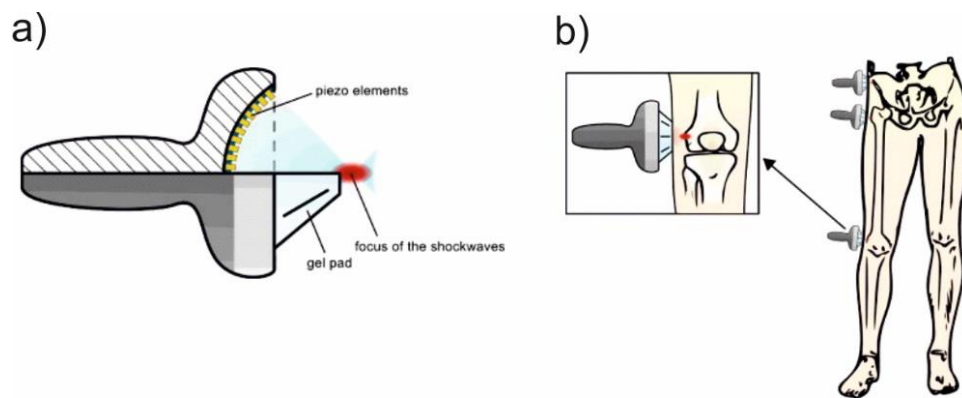 a)
b)
piezo elements
focus of the shockwaves
gel pad